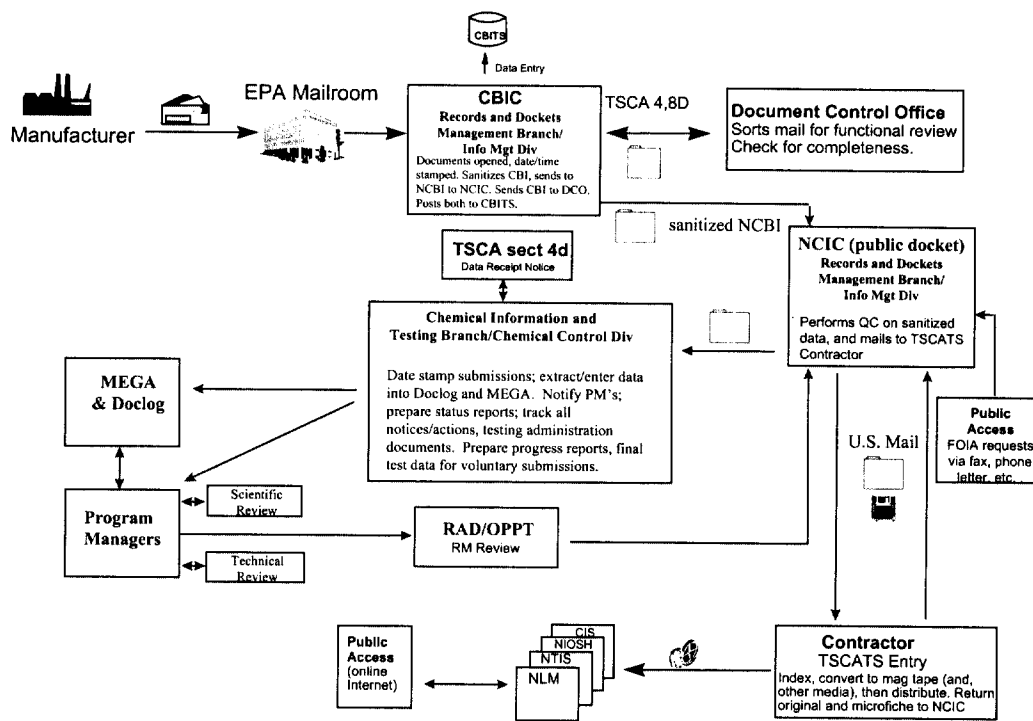 CBITS
Data Entry
Manufacturer
EPA Mailroom
CBIC
Records and Dockets
Management Branch/
Info Mgt Div
Documents opened, date/time
stamped. Sanitizes CBI, sends to
NCBI to NCIC. Sends CBI to DCO.
Posts both to CBITS.
TSCA 4,8D
Document Control Office
Sorts mail for functional review
Check for completeness.
sanitized NCBI
TSCA sect 4d
Data Receipt Notice
NCIC (public docket)
Records and Dockets
Management Branch/
Info Mgt Div
Performs QC on sanitized
data, and mails to TSCATS
Contractor
Chemical Information and
Testing Branch/Chemical Control Div
Date stamp submissions; extract/enter data
into Doclog and MEGA. Notify PM's;
prepare status reports; track all
notices/actions, testing administration
documents. Prepare progress reports, final
test data for voluntary submissions.
MEGA
& Doclog
Public
Access
FOIA requests
via fax, phone
letter, etc. .
U.S. Mail
Program
Managers
Scientific
Review
Technical
Review
RAD/OPPT
RM Review
Public
Access
(online
Internet)
CIS
NIOSH
NTIS
NLM
Contractor
TSCATS Entry
Index, convert to mag tape (and,
other media), then distribute. Return
original and microfiche to NCIC